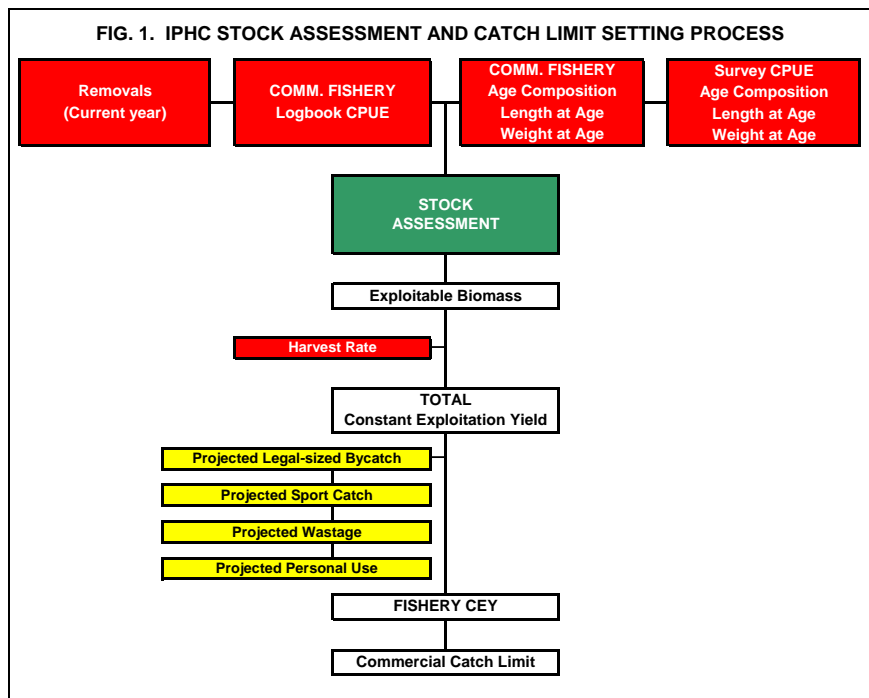 FIG. 1. IPHC STOCK ASSESSMENT AND CATCH LIMIT SETTING PROCESS
Removals
(Current year)
COMM. FISHERY
Logbook CPUE
COMM. FISHERY
Age Composition
Length at Age
Weight at Age
Survey CPUE
Age Composition
Length at Age
Weight at Age
STOCK
ASSESSMENT
Exploitable Biomass
Harvest Rate
TOTAL
Constant Exploitation Yield
Projected Legal-sized Bycatch
Projected Sport Catch
Projected Wastage
Projected Personal Use
FISHERY CEY
Commercial Catch Limit